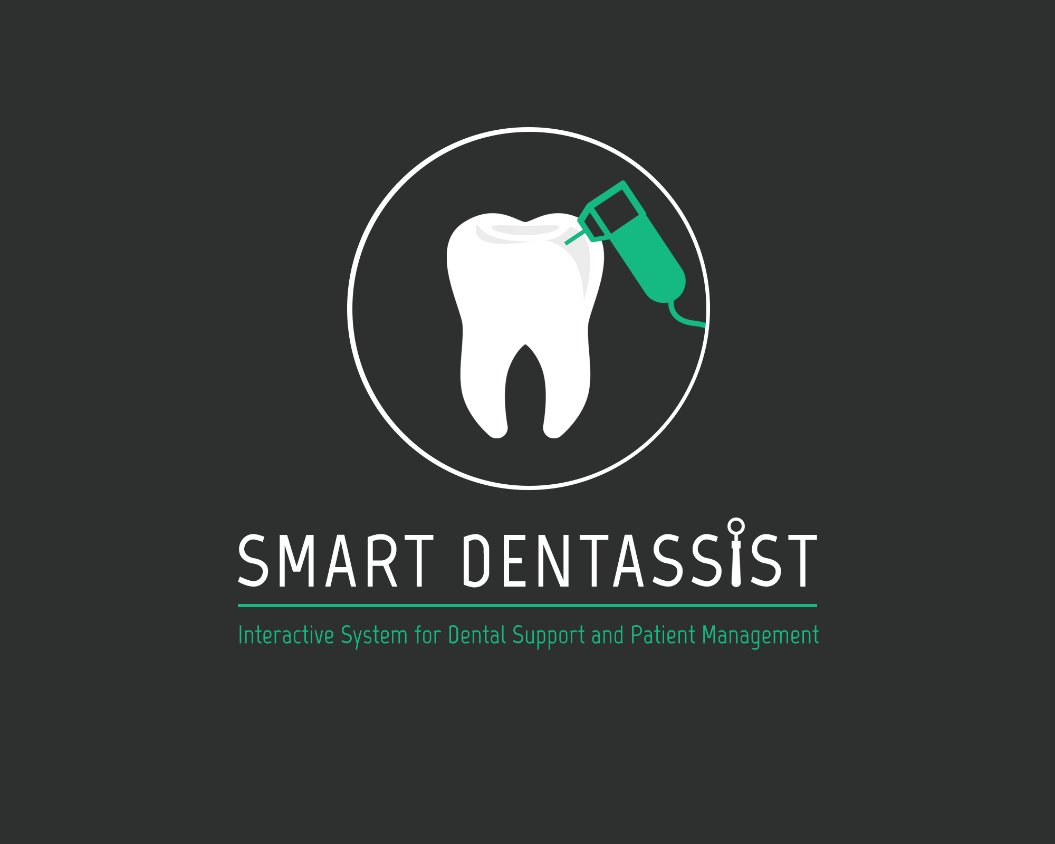 SMART DENTASSIST
Interactive System for Dental Support and Patient Management